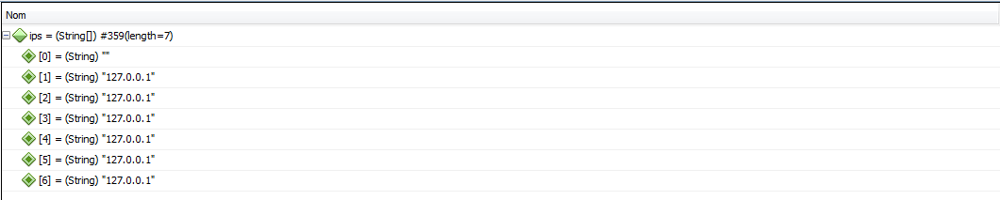 Nom
ips = (String[]) #359(length=7)
[0] = (String) ""
[1] = (String) "127.0.0.1"
[2] = (String) "127.0.0.1"
[3] = (String) "127.0.0.1"
[4] = (String) "127.0.0.1"
[5] = (String) "127.0.0.1"
[6] = (String) "127.0.0.1"